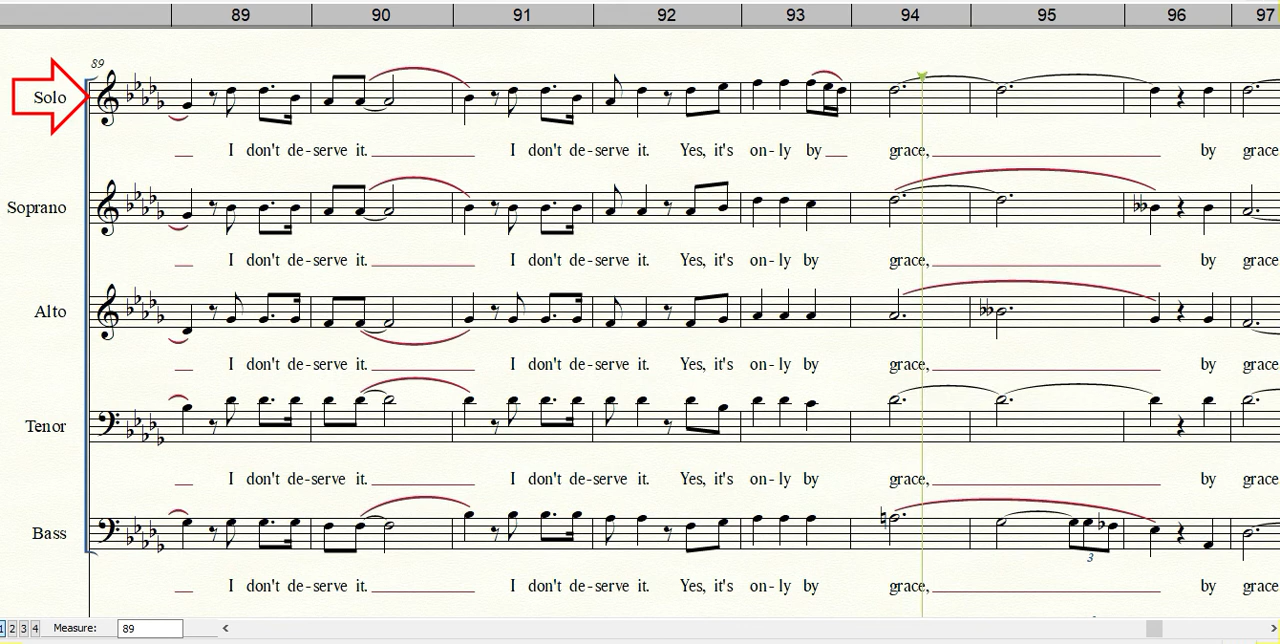 89 90 91 92 93 94 95 96 97
89
Solo
I don't de-serve it. I don't de-serve it. Yes, it's on-ly by grace, by grace
Soprano
I don't de-serve it. I don't de-serve it. Yes, it's on-ly by grace, by grace
Alto
I don't de-serve it. I don't de-serve it. Yes, it's on-ly by grace, by grace
Tenor
I don't de-serve it. I don't de-serve it. Yes, it's on-ly by grace, by grace
Bass
3
I don't de-serve it. I don't de-serve it. Yes, it's on-ly by grace, by grace
1 2 3 4 Measure: 89